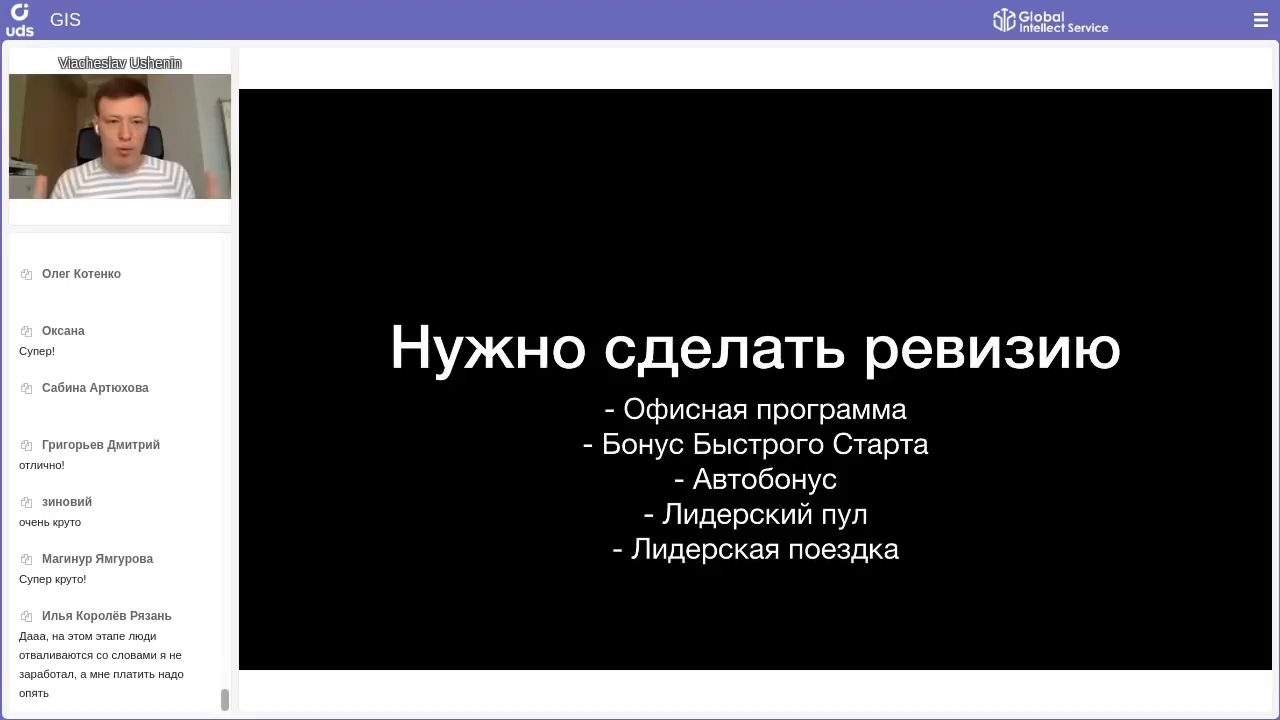 uds
GIS
Global
Intellect Service
Viacheslav Ushenin
Олег Котенко
Оксана
Супер!
Сабина Артюхова
Григорьев Дмитрий
отлично!
зиновий
очень круто
Магинур Ямгурова
Супер круто!
Илья Королёв Рязань
Дааа, на этом этапе люди
отваливаются со словами я не
заработал, а мне платить надо
опять
Нужно сделать ревизию
- Офисная программа
- Бонус Быстрого Старта
- Автобонус
- Лидерский пул
- Лидерская поездка